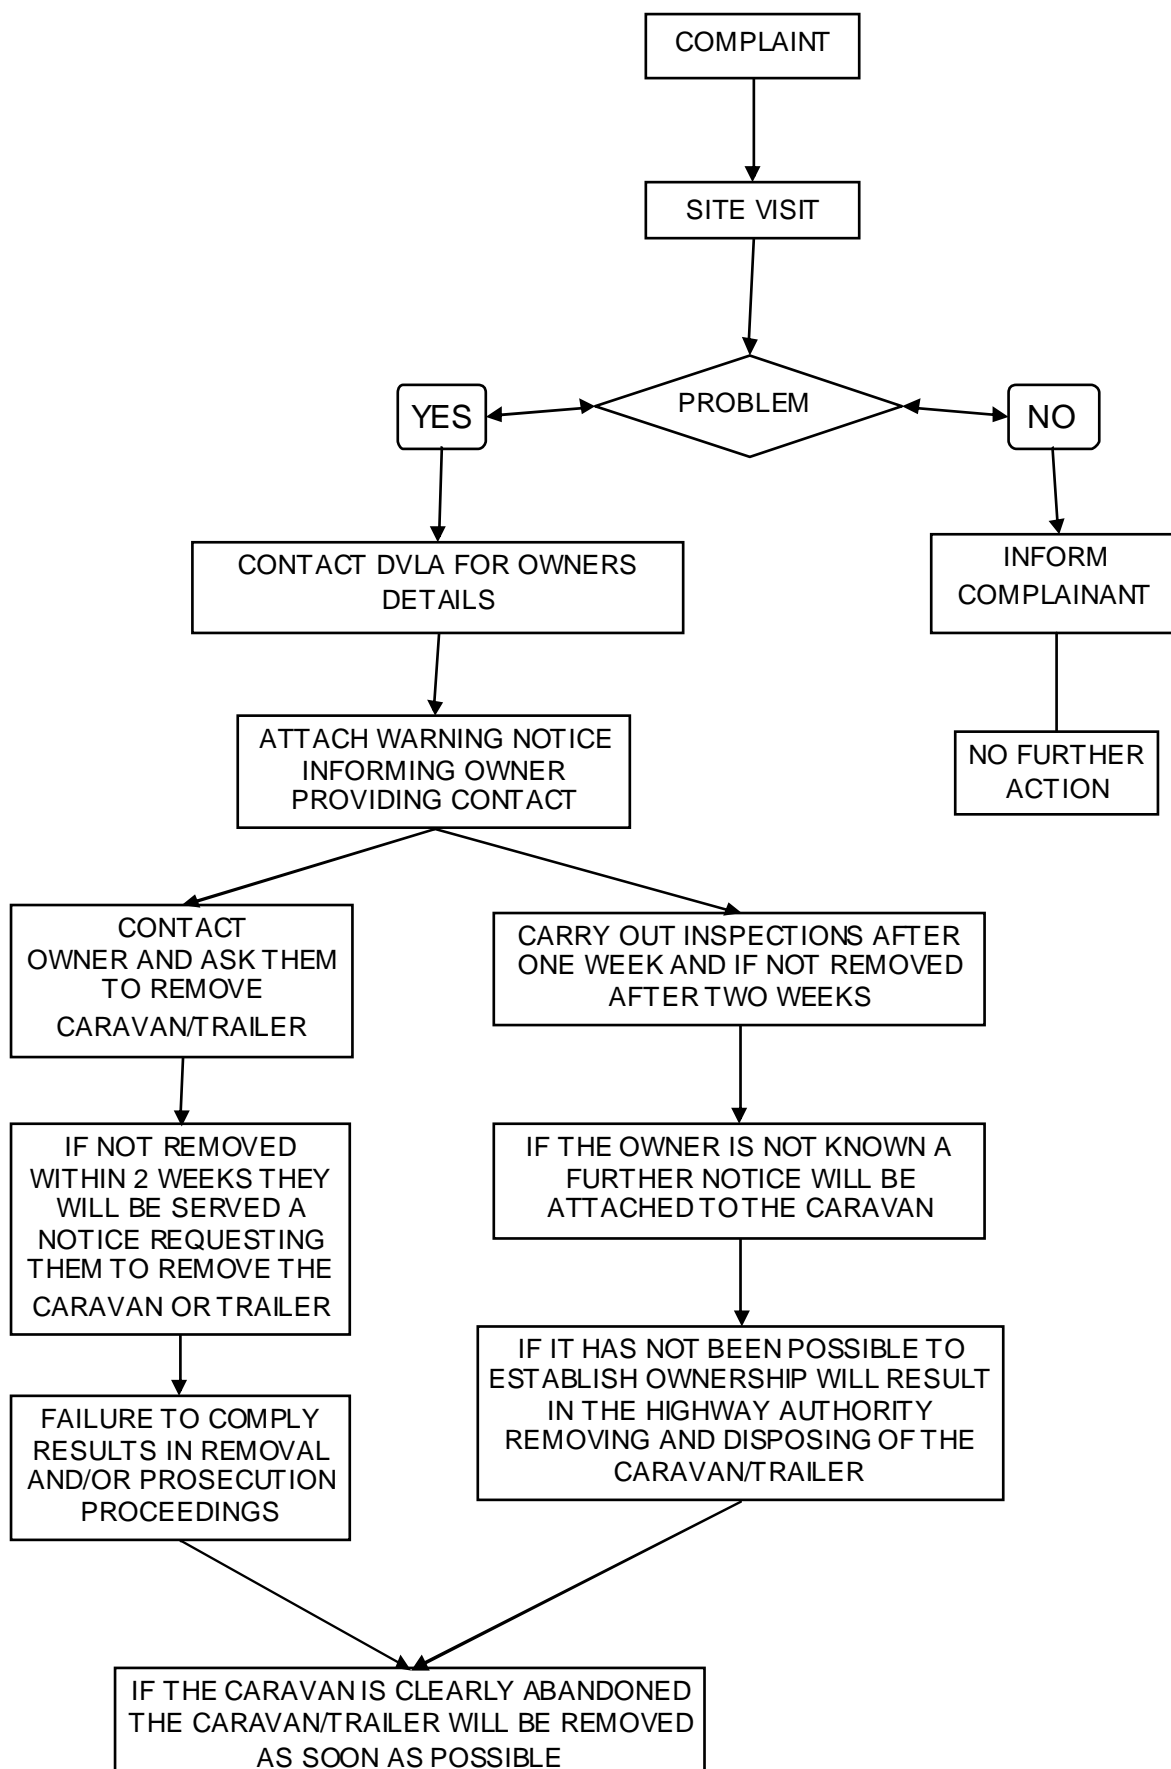 COMPLAINT
SITE VISIT
PROBLEM
YES
NO
CONTACT DVLA FOR OWNERS
DETAILS
INFORM
COMPLAINANT
ATTACH WARNING NOTICE
INFORMING OWNER
PROVIDING CONTACT
NO FURTHER
ACTION
CONTACT
OWNER AND ASK THEM
TO REMOVE
CARAVAN/TRAILER
CARRY OUT INSPECTIONS AFTER
ONE WEEK AND IF NOT REMOVED
AFTER TWO WEEKS
IF NOT REMOVED
WITHIN 2 WEEKS THEY
WILL BE SERVED A
NOTICE REQUESTING
THEM TO REMOVE THE
CARAVAN OR TRAILER
IF THE OWNER IS NOT KNOWN A
FURTHER NOTICE WILL BE
ATTACHED TO THE CARAVAN
IF IT HAS NOT BEEN POSSIBLE TO
ESTABLISH OWNERSHIP WILL RESULT
IN THE HIGHWAY AUTHORITY
REMOVING AND DISPOSING OF THE
CARAVAN/TRAILER
FAILURE TO COMPLY
RESULTS IN REMOVAL
AND/OR PROSECUTION
PROCEEDINGS
IF THE CARAVAN IS CLEARLY ABANDONED
THE CARAVAN/TRAILER WILL BE REMOVED
AS SOON AS POSSIBLE